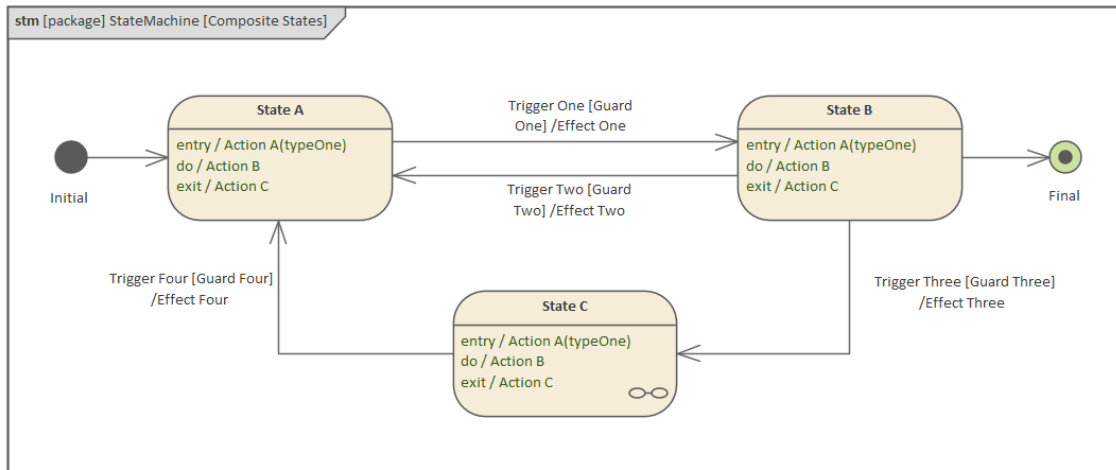 stm [package] StateMachine [Composite States]
State A
entry / Action A(typeOne)
do / Action B
exit / Action C
Trigger One [Guard
One] /Effect One
State B
entry / Action A(typeOne)
do / Action B
exit / Action C
Initial
Trigger Two [Guard
Two] /Effect Two
Final
Trigger Four [Guard Four]
/Effect Four
Trigger Three [Guard Three]
/Effect Three
State C
entry / Action A(typeOne)
do / Action B
exit / Action C